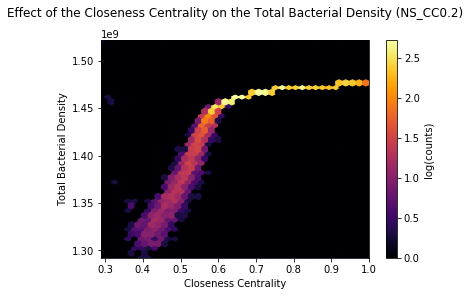 Effect of the Closeness Centrality on the Total Bacterial Density (NS_CC0.2)
1e9
1.50
1.45
1.40
1.35
1.30
Total Bacterial Density
0.3 0.4 0.5 0.6 0.7 0.8 0.9 1.0
Closeness Centrality
2.5
2.0
1.5
1.0
0.5
0.0
log(counts)